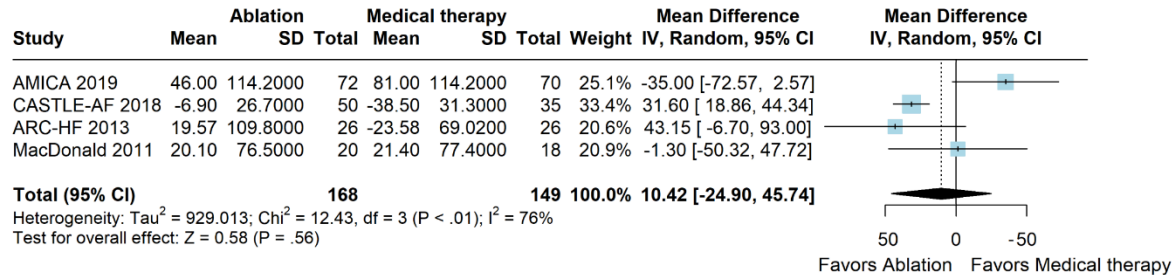 Ablation Medical therapy Mean Difference Mean Difference
Study Mean SD Total Mean SD Total Weight IV, Random, 95% CI IV, Random, 95% CI
AMICA 2019 46.00 114.2000 72 81.00 114.2000 70 25.1% -35.00 [-72.57, 2.57]
CASTLE-AF 2018 -6.90 26.7000 50 -38.50 31.3000 35 33.4% 31.60 [ 18.86, 44.34]
ARC-HF 2013 19.57 109.8000 26 -23.58 69.0200 26 20.6% 43.15 [ -6.70, 93.00]
MacDonald 2011 20.10 76.5000 20 21.40 77.4000 18 20.9% -1.30 [-50.32, 47.72]
Total (95% CI) 168 149 100.0% 10.42 [-24.90, 45.74]
Heterogeneity: Tau² = 929.013; Chi² = 12.43, df = 3 (P < .01); I² = 76%
Test for overall effect: Z = 0.58 (P = .56)
50 0 -50
Favors Ablation Favors Medical therapy